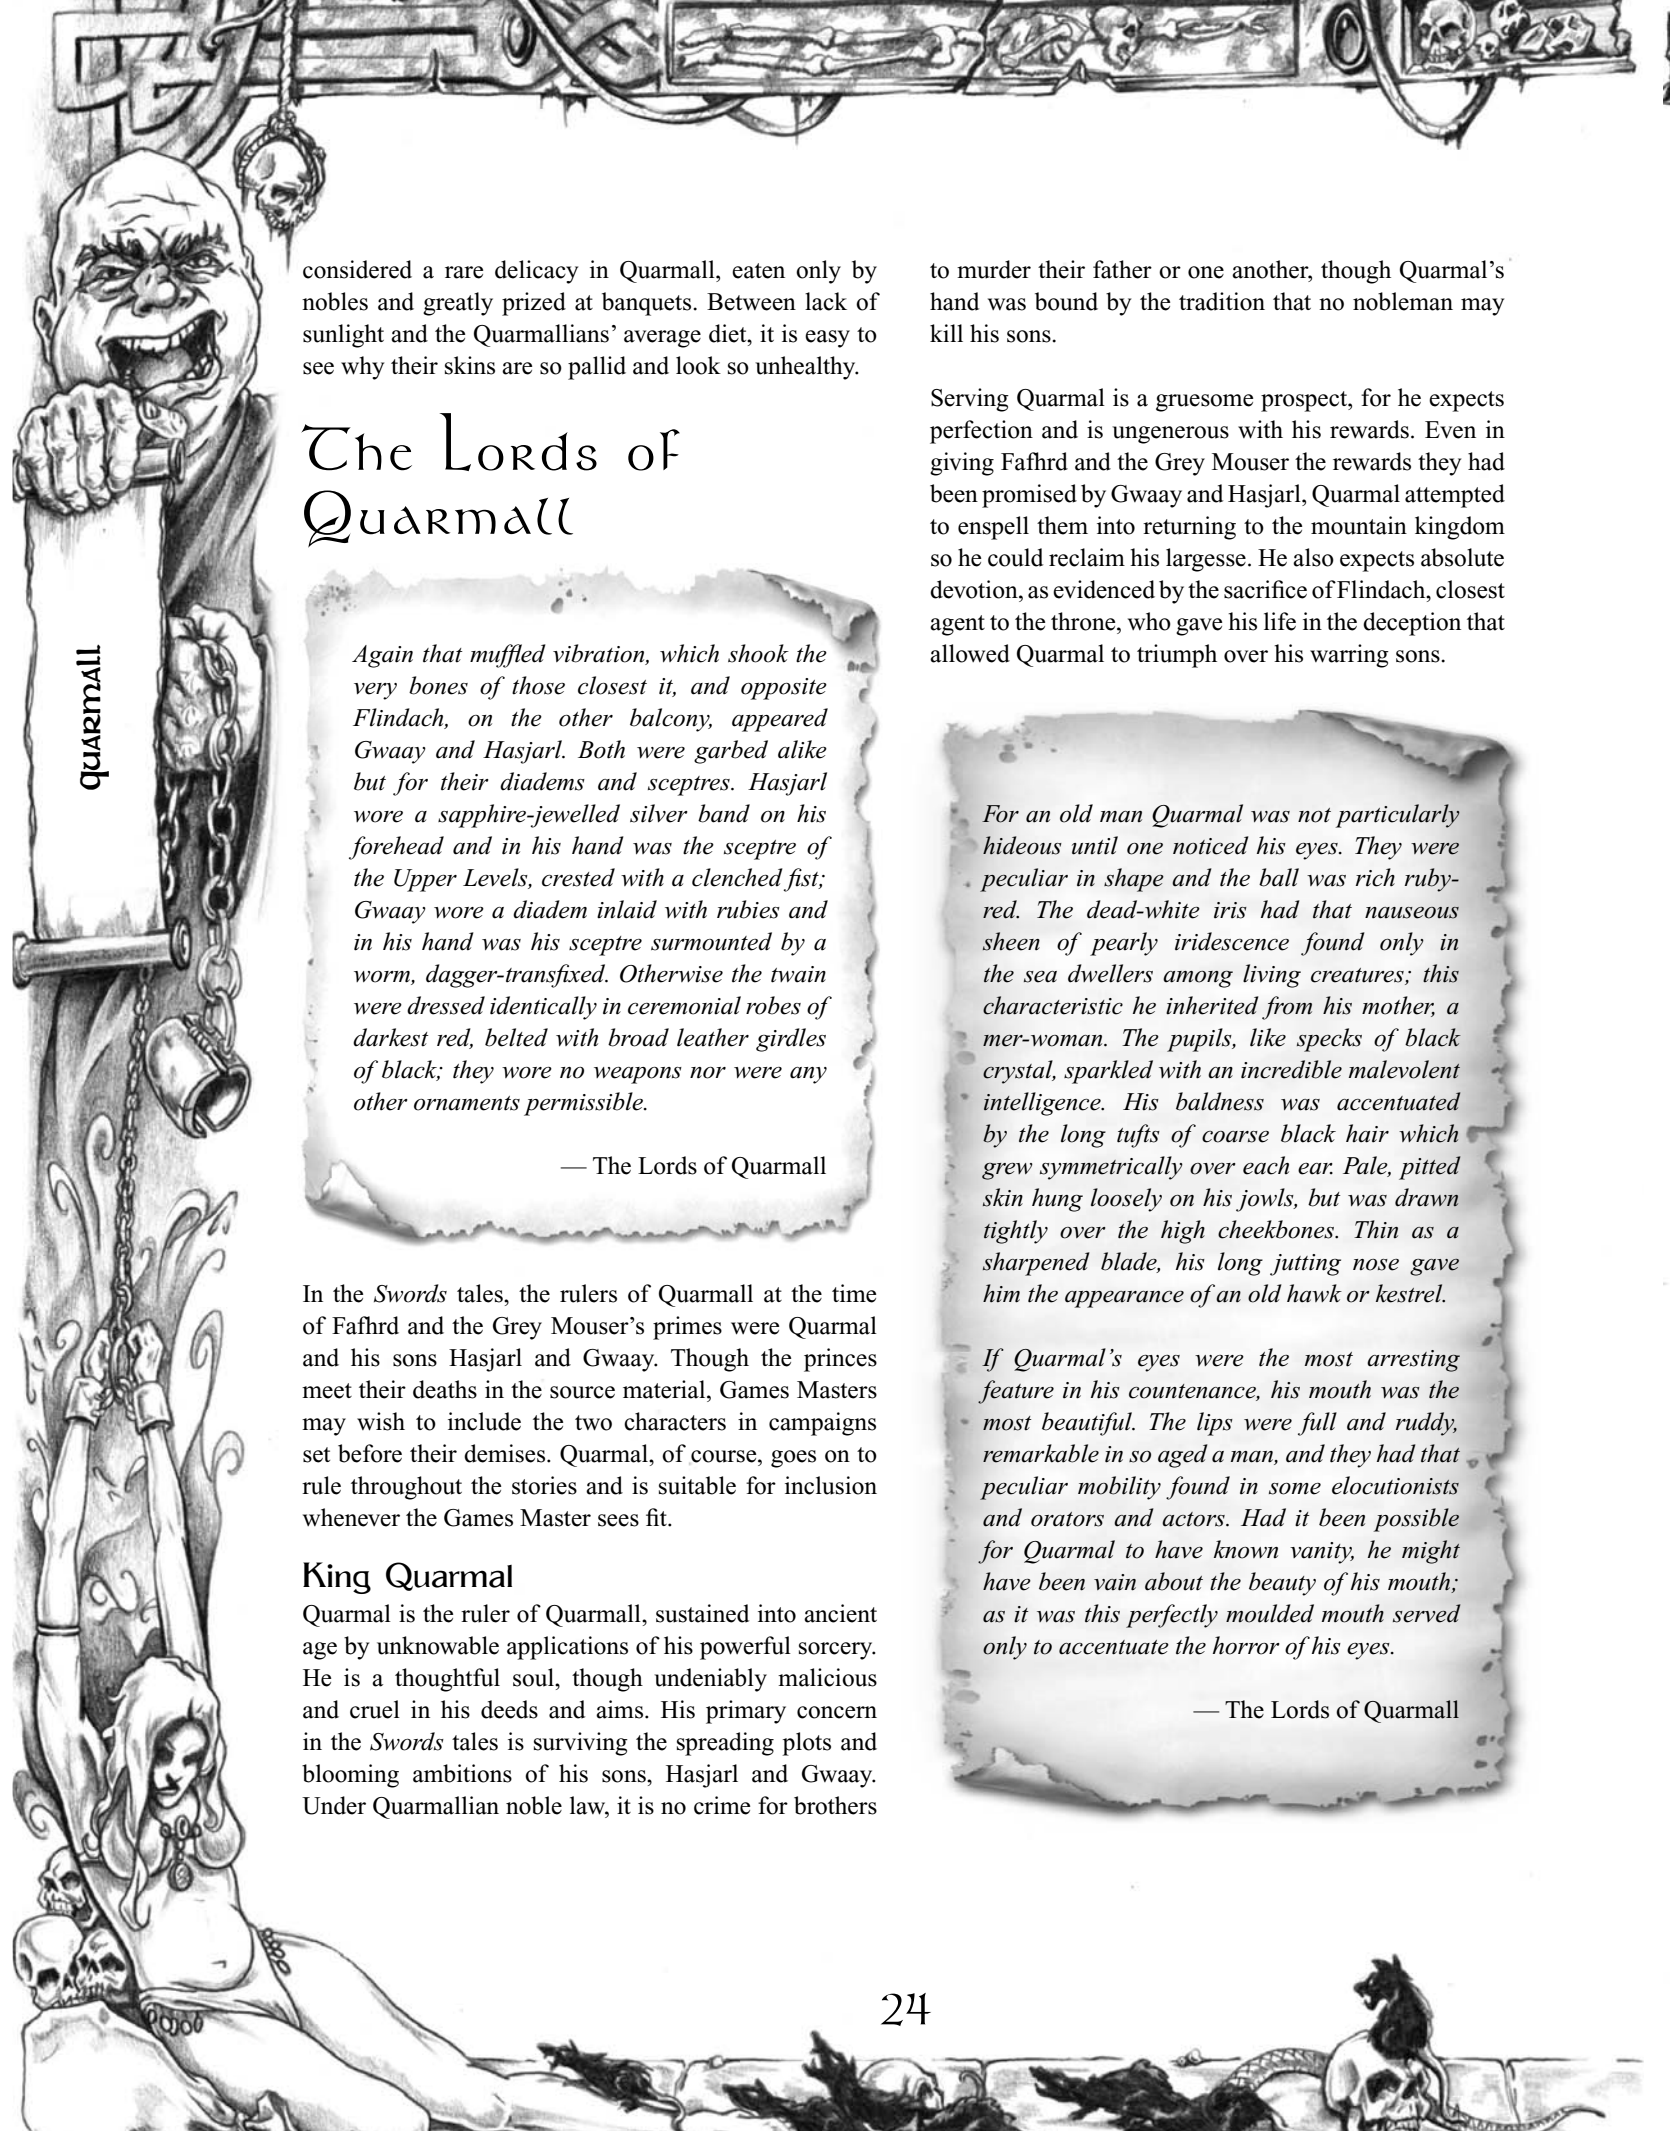 quarmall
considered a rare delicacy in Quarmall, eaten only by
nobles and greatly prized at banquets. Between lack of
sunlight and the Quarmallians’ average diet, it is easy to
see why their skins are so pallid and look so unhealthy.
The Lords of
Quarmall
Again that muffled vibration, which shook the
very bones of those closest it, and opposite
Flindach, on the other balcony, appeared
Gwaay and Hasjarl. Both were garbed alike
but for their diadems and sceptres. Hasjarl
wore a sapphire-jewelled silver band on his
forehead and in his hand was the sceptre of
the Upper Levels, crested with a clenched fist;
Gwaay wore a diadem inlaid with rubies and
in his hand was his sceptre surmounted by a
worm, dagger-transfixed. Otherwise the twain
were dressed identically in ceremonial robes of
darkest red, belted with broad leather girdles
of black; they wore no weapons nor were any
other ornaments permissible.
— The Lords of Quarmall
In the Swords tales, the rulers of Quarmall at the time
of Fafhrd and the Grey Mouser’s primes were Quarmal
and his sons Hasjarl and Gwaay. Though the princes
meet their deaths in the source material, Games Masters
may wish to include the two characters in campaigns
set before their demises. Quarmal, of course, goes on to
rule throughout the stories and is suitable for inclusion
whenever the Games Master sees fit.
King Quarmal
Quarmal is the ruler of Quarmall, sustained into ancient
age by unknowable applications of his powerful sorcery.
He is a thoughtful soul, though undeniably malicious
and cruel in his deeds and aims. His primary concern
in the Swords tales is surviving the spreading plots and
blooming ambitions of his sons, Hasjarl and Gwaay.
Under Quarmallian noble law, it is no crime for brothers
to murder their father or one another, though Quarmal’s
hand was bound by the tradition that no nobleman may
kill his sons.
Serving Quarmal is a gruesome prospect, for he expects
perfection and is ungenerous with his rewards. Even in
giving Fafhrd and the Grey Mouser the rewards they had
been promised by Gwaay and Hasjarl, Quarmal attempted
to enspell them into returning to the mountain kingdom
so he could reclaim his largesse. He also expects absolute
devotion, as evidenced by the sacrifice of Flindach, closest
agent to the throne, who gave his life in the deception that
allowed Quarmal to triumph over his warring sons.
For an old man Quarmal was not particularly
hideous until one noticed his eyes. They were
peculiar in shape and the ball was rich ruby-
red. The dead-white iris had that nauseous
sheen of pearly iridescence found only in
the sea dwellers among living creatures; this
characteristic he inherited from his mother, a
mer-woman. The pupils, like specks of black
crystal, sparkled with an incredible malevolent
intelligence. His baldness was accentuated
by the long tufts of coarse black hair which
grew symmetrically over each ear. Pale, pitted
skin hung loosely on his jowls, but was drawn
tightly over the high cheekbones. Thin as a
sharpened blade, his long jutting nose gave
him the appearance of an old hawk or kestrel.
If Quarmal’s eyes were the most arresting
feature in his countenance, his mouth was the
most beautiful. The lips were full and ruddy,
remarkable in so aged a man, and they had that
peculiar mobility found in some elocutionists
and orators and actors. Had it been possible
for Quarmal to have known vanity, he might
have been vain about the beauty of his mouth;
as it was this perfectly moulded mouth served
only to accentuate the horror of his eyes.
— The Lords of Quarmall
24